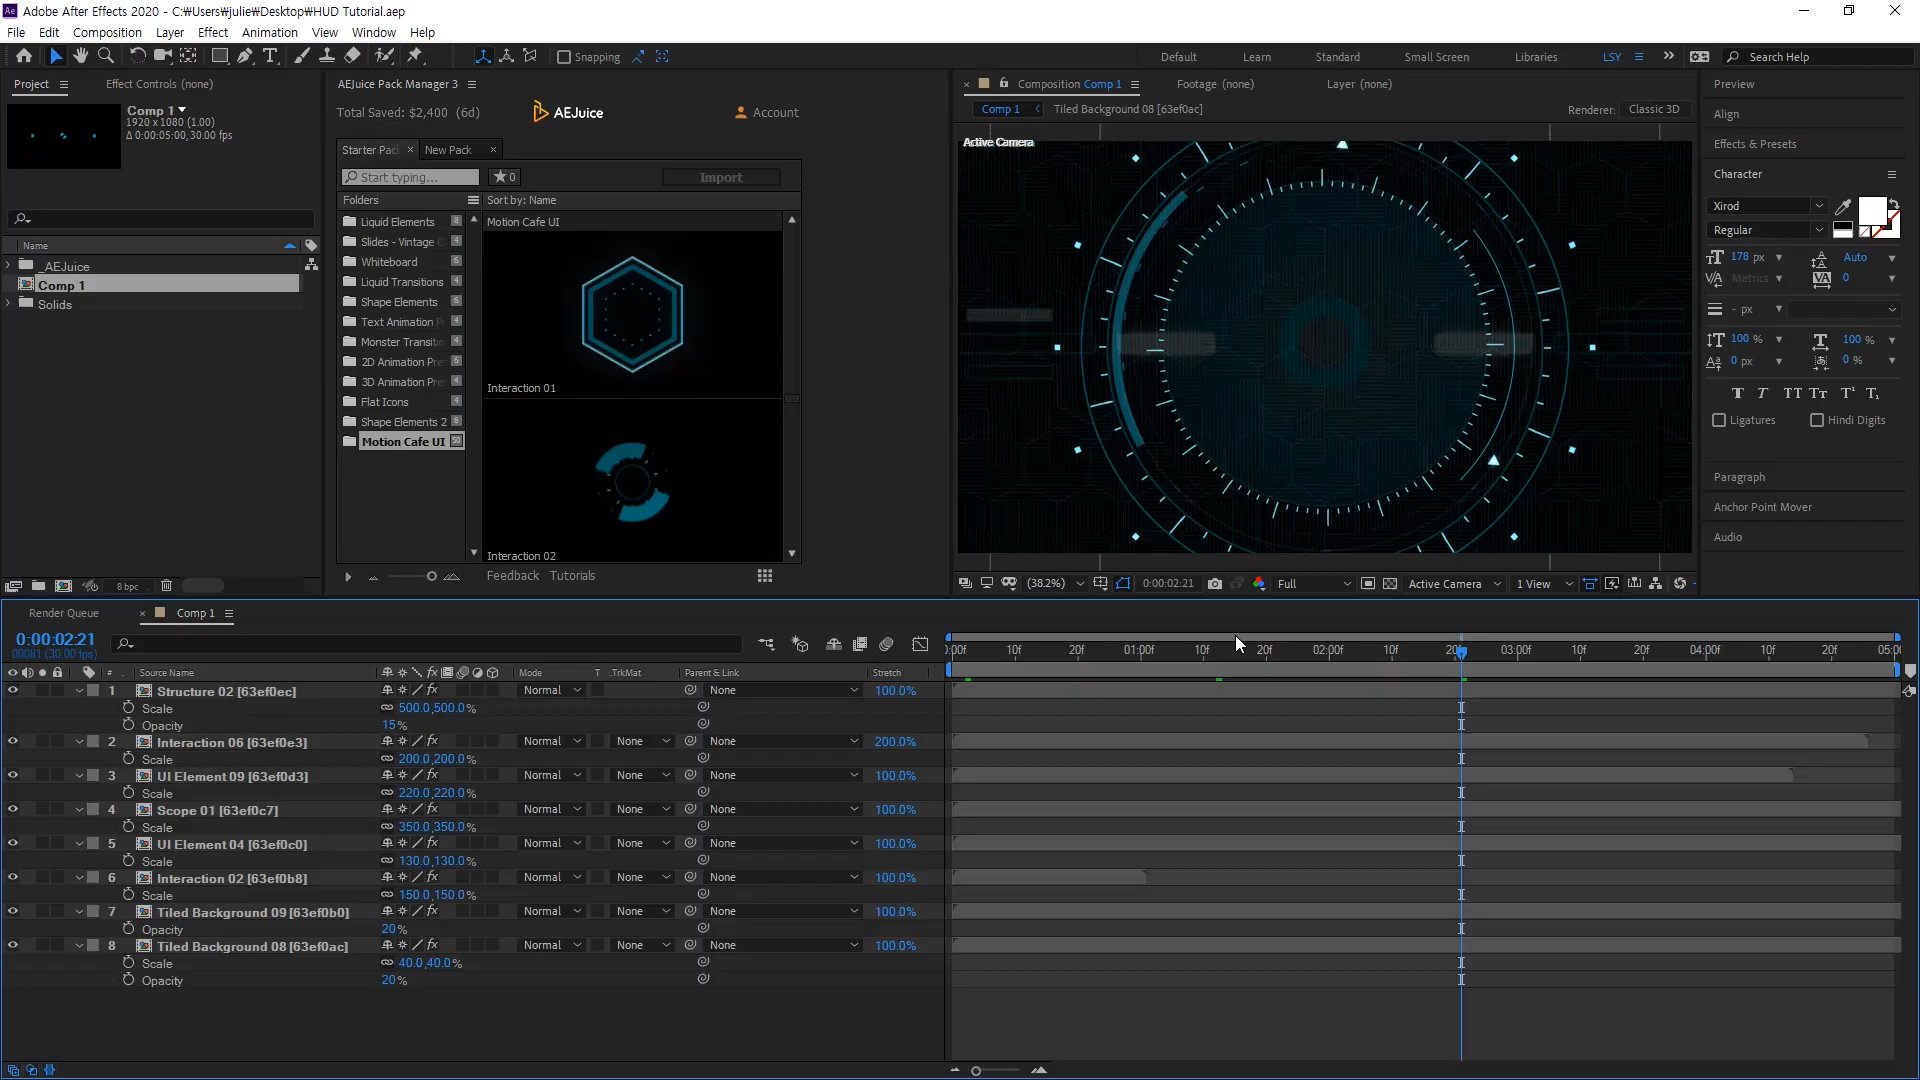 Adobe After Effects 2020 - C:₩Users₩julie₩Desktop₩HUD Tutorial.aep
File Edit Composition Layer Effect Animation View Window Help
Snapping
Default Learn Standard Small Screen Libraries LSY Search Help
Project Effect Controls (none)
Comp 1
1920 x 1080 (1.00)
Δ 0:00:05:00, 30.00 fps
Name
_AEJuice
Comp 1
Solids
8 bpc
AEJuice Pack Manager 3
Total Saved: $2,400 (6d) AEJuice Account
Starter Pack New Pack
Start typing... 0 Import
Folders Sort by: Name
Liquid Elements 8
Slides - Vintage 4
Whiteboard 6
Liquid Transitions 4
Shape Elements 6
Text Animation 4
Monster Transiti 4
2D Animation Pre 6
3D Animation Pre 4
Flat Icons 4
Shape Elements 2 6
Motion Cafe UI 50
Motion Cafe UI
Interaction 01
Interaction 02
Feedback Tutorials
Composition Comp 1 Footage (none) Layer (none)
Comp 1 Tiled Background 08 [63ef0ac] Renderer: Classic 3D
Active Camera
(38.2%) 0:00:02:21 Full Active Camera 1 View
Preview
Align
Effects & Presets
Character
Xirod
Regular
178 px Auto
Metrics 0
- px
100 % 100 %
0 px 0 %
Ligatures Hindi Digits
Paragraph
Anchor Point Mover
Audio
Render Queue Comp 1
0:00:02:21
00081 (30.00 fps)
# Source Name Mode T .TrkMat Parent & Link Stretch
):00f 10f 20f 01:00f 10f 20f 02:00f 10f 20f 03:00f 10f 20f 04:00f 10f 20f 05:00
1 Structure 02 [63ef0ec] Normal None 100.0%
Scale 500.0,500.0%
Opacity 15%
2 Interaction 06 [63ef0e3] Normal None None 200.0%
Scale 200.0,200.0%
3 UI Element 09 [63ef0d3] Normal None None 100.0%
Scale 220.0,220.0%
4 Scope 01 [63ef0c7] Normal None None 100.0%
Scale 350.0,350.0%
5 UI Element 04 [63ef0c0] Normal None None 100.0%
Scale 130.0,130.0%
6 Interaction 02 [63ef0b8] Normal None None 100.0%
Scale 150.0,150.0%
7 Tiled Background 09 [63ef0b0] Normal None None 100.0%
Opacity 20%
8 Tiled Background 08 [63ef0ac] Normal None None 100.0%
Scale 40.0,40.0%
Opacity 20%